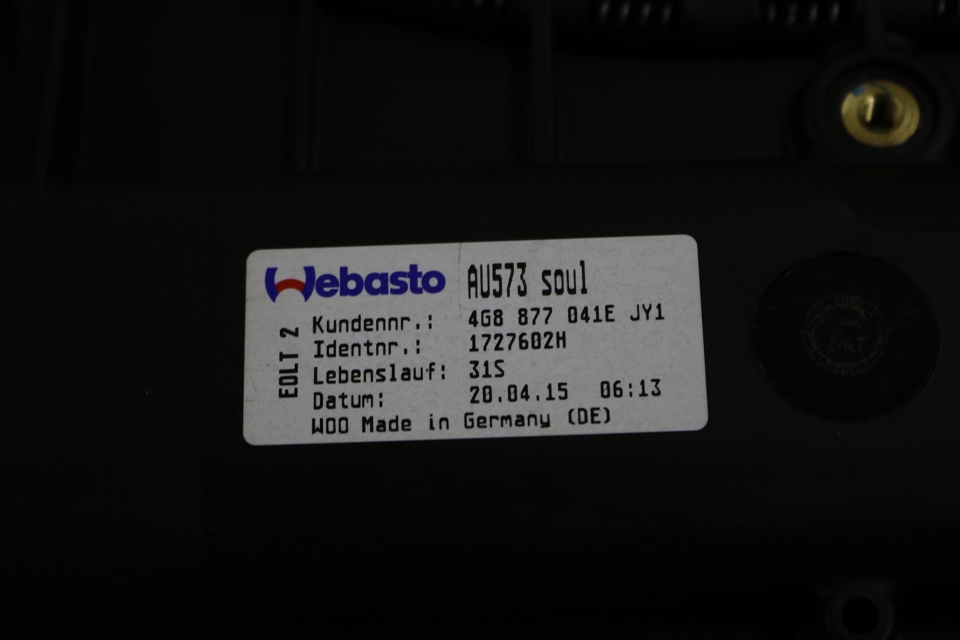 Webasto AU573 soul
EOLT 2
Kundennr.: 4G8 877 041E JY1
Identnr.: 1727602H
Lebenslauf: 31S
Datum: 20.04.15 06:13
WOO Made in Germany (DE)